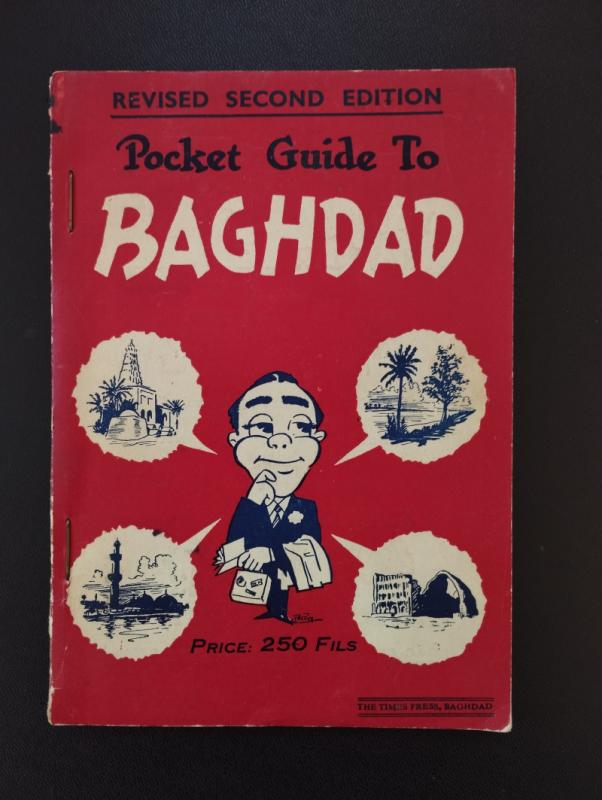 REVISED SECOND EDITION
Pocket Guide To
BAGHDAD
PRICE: 250 FILS
THE TIMES PRESS, BAGHDAD